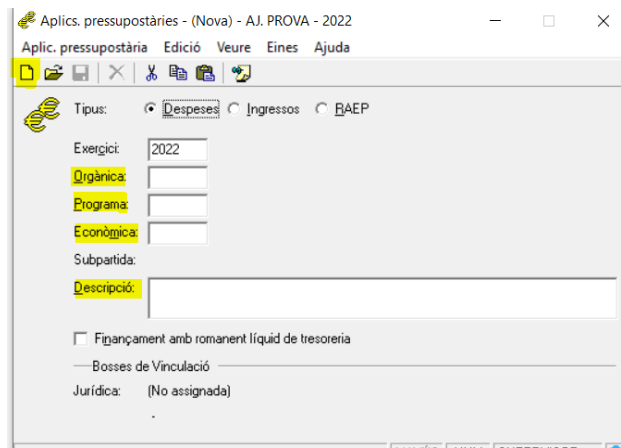 Aplics. pressupostàries - (Nova) - AJ. PROVA - 2022
Aplic. pressupostària Edició Veure Eines Ajuda
Tipus: Despeses Ingressos RAEP
Exercici: 2022
Orgànica:
Programa:
Econòmica:
Subpartida:
Descripció:
Finançament amb romanent líquid de tresoreria
Bosses de Vinculació
Jurídica: (No assignada)